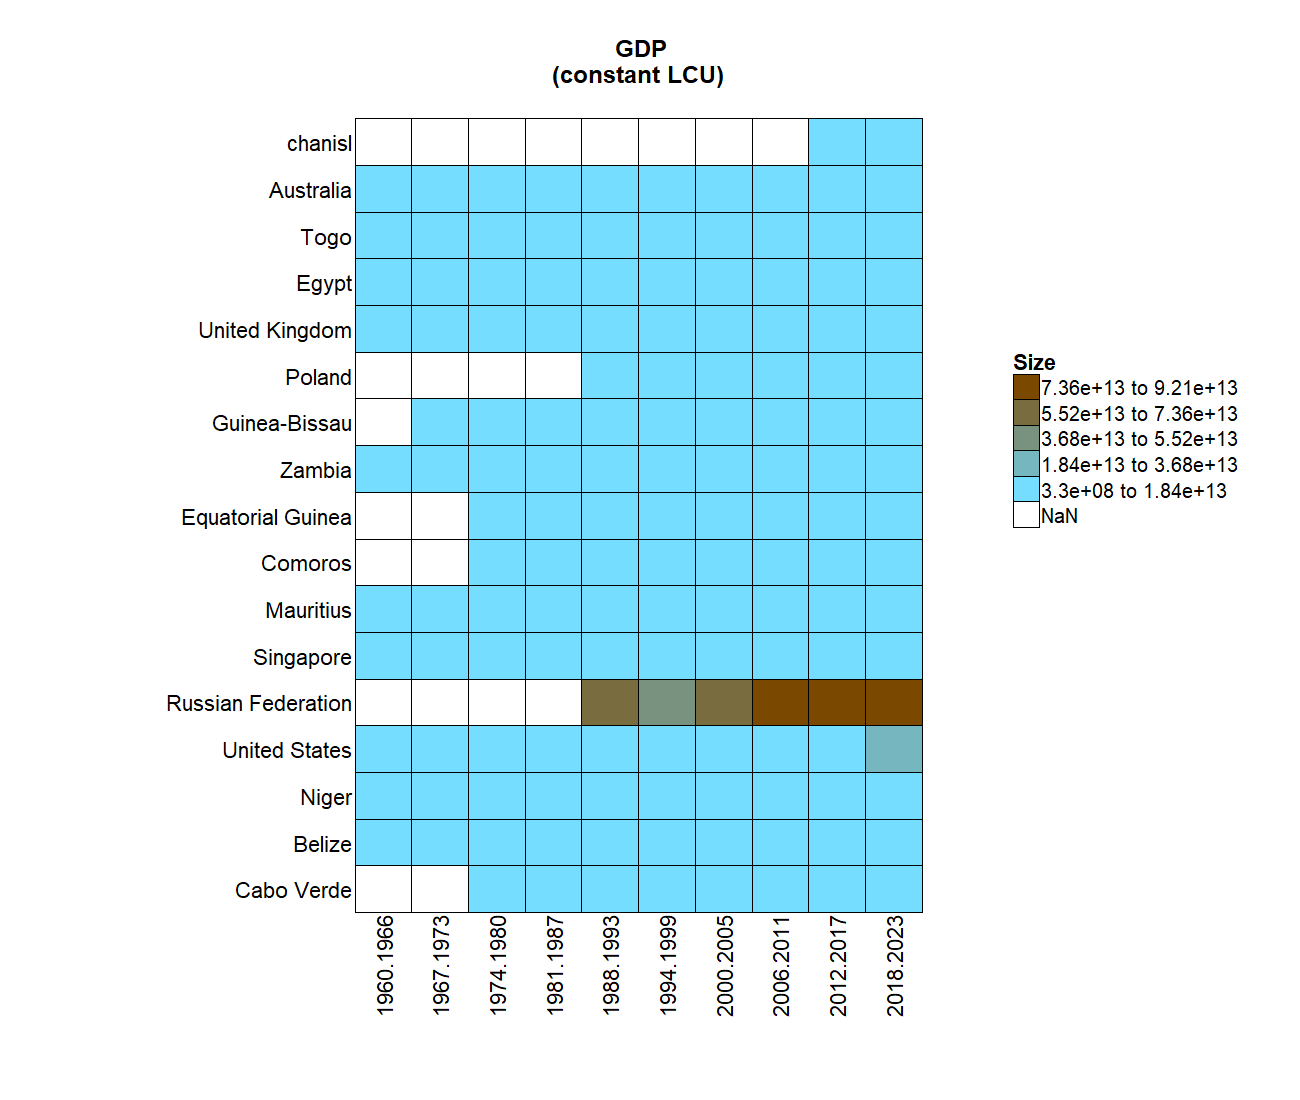 GDP
(constant LCU)
chanisl
Australia
Togo
Egypt
United Kingdom
Poland
Guinea-Bissau
Zambia
Equatorial Guinea
Comoros
Mauritius
Singapore
Russian Federation
United States
Niger
Belize
Cabo Verde
1960.1966
1967.1973
1974.1980
1981.1987
1988.1993
1994.1999
2000.2005
2006.2011
2012.2017
2018.2023
Size
7.36e+13 to 9.21e+13
5.52e+13 to 7.36e+13
3.68e+13 to 5.52e+13
1.84e+13 to 3.68e+13
3.3e+08 to 1.84e+13
NaN